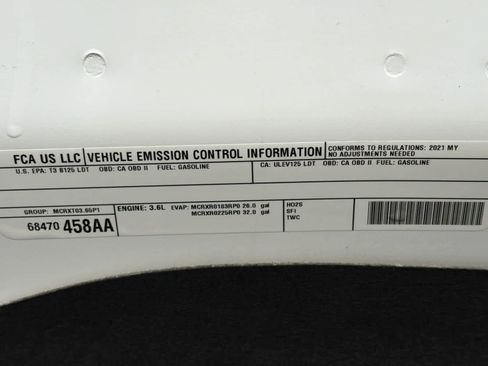 FCA US LLC VEHICLE EMISSION CONTROL INFORMATION CONFORMS TO REGULATIONS: 2021 MY
NO ADJUSTMENTS NEEDED
U.S. EPA: T3 B125 LDT OBD: CA OBD II FUEL: GASOLINE CA: ULEV125 LDT OBD: CA OBD II FUEL: GASOLINE
GROUP: MCRXT03.65P1 ENGINE: 3.6L EVAP: MCRXR0183RP0 26.0 gal HO2S
MCRXR0225RP0 32.0 gal SFI
68470 458AA TWC